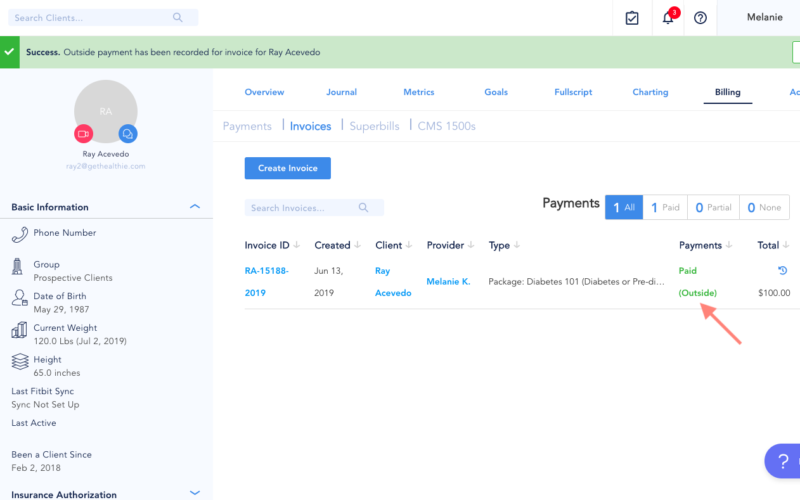 Search Clients...
3
Melanie
Success. Outside payment has been recorded for invoice for Ray Acevedo
RA
Ray Acevedo
ray2@gethealthie.com
Basic Information
Phone Number
Group
Prospective Clients
Date of Birth
May 29, 1987
Current Weight
120.0 Lbs (Jul 2, 2019)
Height
65.0 inches
Last Fitbit Sync
Sync Not Set Up
Last Active
Been a Client Since
Feb 2, 2018
Insurance Authorization
Overview Journal Metrics Goals Fullscript Charting Billing
Payments Invoices Superbills CMS 1500s
Create Invoice
Search Invoices...
Payments 1 All 1 Paid 0 Partial 0 None
Invoice ID Created Client Provider Type Payments Total
RA-15188-2019
Jun 13, 2019
Ray Acevedo
Melanie K.
Package: Diabetes 101 (Diabetes or Pre-di...
Paid (Outside)
$100.00
?